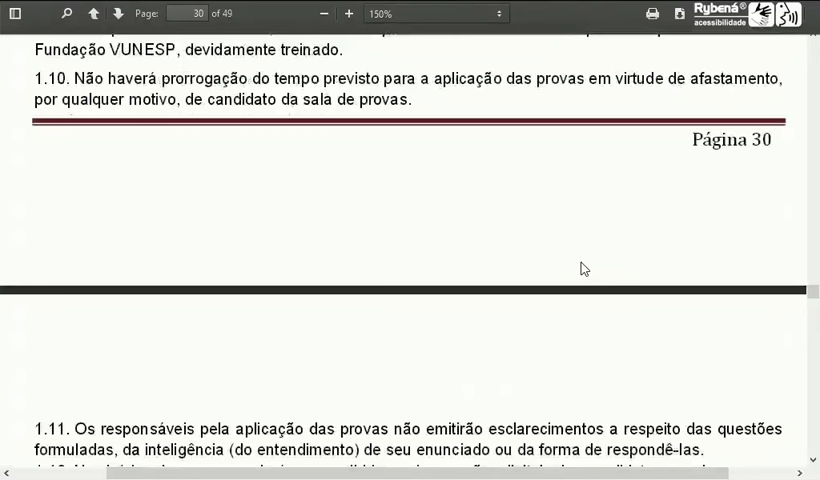 Page: 30 of 49 150% Rybená®
acessibilidade
Fundação VUNESP, devidamente treinado.
1.10. Não haverá prorrogação do tempo previsto para a aplicação das provas em virtude de afastamento,
por qualquer motivo, de candidato da sala de provas.
Página 30
1.11. Os responsáveis pela aplicação das provas não emitirão esclarecimentos a respeito das questões
formuladas, da inteligência (do entendimento) de seu enunciado ou da forma de respondê-las.